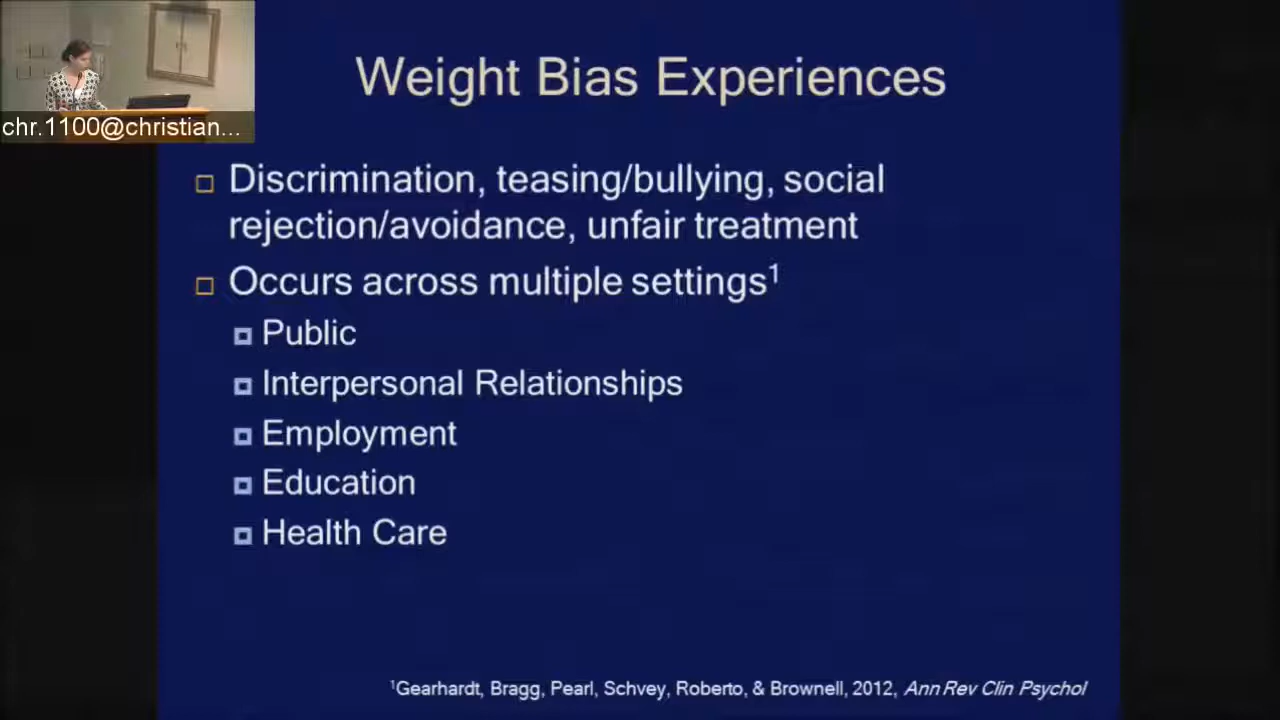 Weight Bias Experiences
chr.1100@christian...
Discrimination, teasing/bullying, social
rejection/avoidance, unfair treatment
Occurs across multiple settings¹
Public
Interpersonal Relationships
Employment
Education
Health Care
¹Gearhardt, Bragg, Pearl, Schvey, Roberto, & Brownell, 2012, Ann Rev Clin Psychol